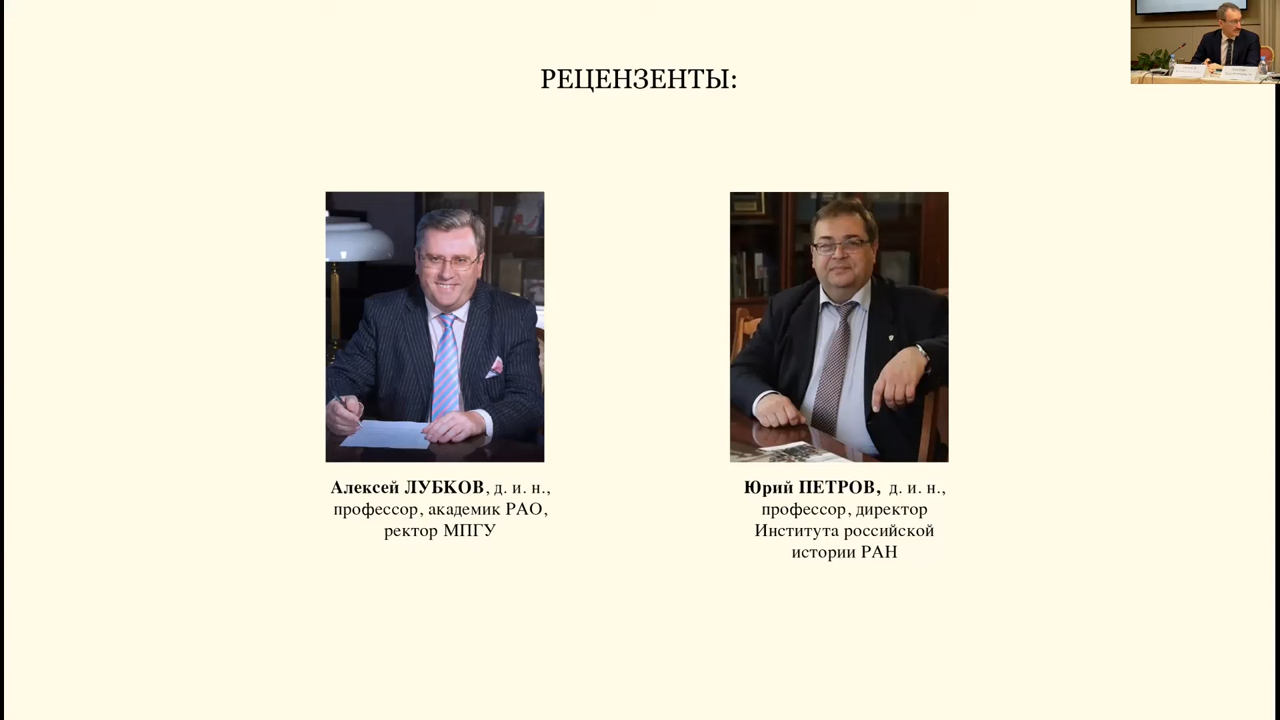 РЕЦЕНЗЕНТЫ:
Алексей ЛУБКОВ, д. и. н.,
профессор, академик РАО,
ректор МПГУ
Юрий ПЕТРОВ, д. и. н.,
профессор, директор
Института российской
истории РАН